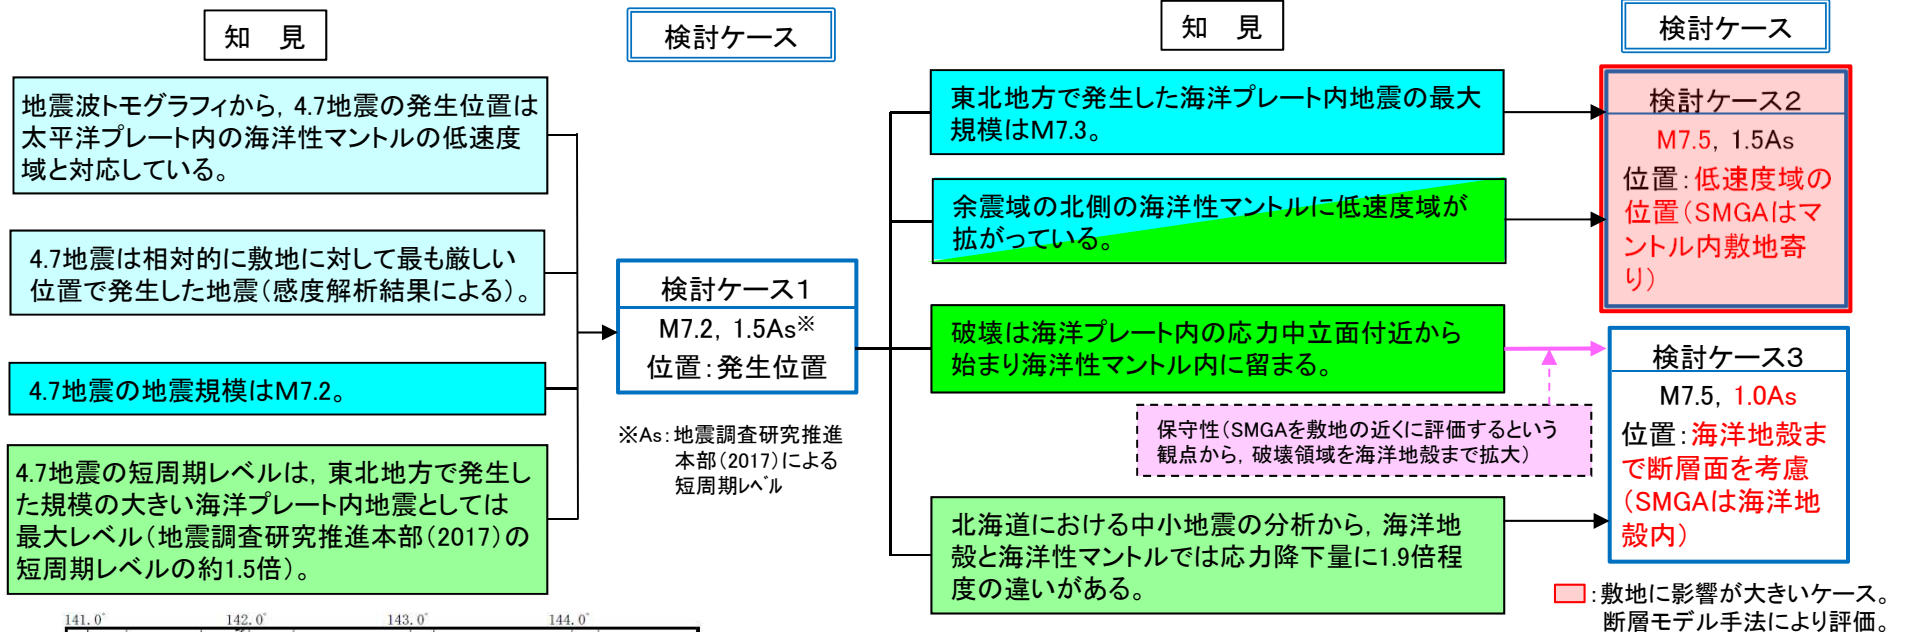 知　見
検討ケース
地震波トモグラフィから，4.7地震の発生位置は
太平洋プレート内の海洋性マントルの低速度
域と対応している。
4.7地震は相対的に敷地に対して最も厳しい
位置で発生した地震（感度解析結果による）。
4.7地震の地震規模はM7.2。
4.7地震の短周期レベルは，東北地方で発生し
た規模の大きい海洋プレート内地震としては
最大レベル（地震調査研究推進本部（2017）の
短周期レベルの約1.5倍）。
検討ケース1
M7.2，1.5As※
位置：発生位置
※As：地震調査研究推進
本部（2017）による
短周期ﾚﾍﾞﾙ
知　見
検討ケース
東北地方で発生した海洋プレート内地震の最大
規模はM7.3。
余震域の北側の海洋性マントルに低速度域が
拡がっている。
破壊は海洋プレート内の応力中立面付近から
始まり海洋性マントル内に留まる。
保守性（SMGAを敷地の近くに評価するという
観点から，破壊領域を海洋地殻まで拡大）
北海道における中小地震の分析から，海洋地
殻と海洋性マントルでは応力降下量に1.9倍程
度の違いがある。
検討ケース2
M7.5，1.5As
位置：低速度域の
位置（SMGAはマ
ントル内敷地寄
り）
検討ケース3
M7.5，1.0As
位置：海洋地殻ま
で断層面を考慮
（SMGAは海洋地
殻内）
：敷地に影響が大きいケース。
断層モデル手法により評価。
141.0° 142.0° 143.0° 144.0°